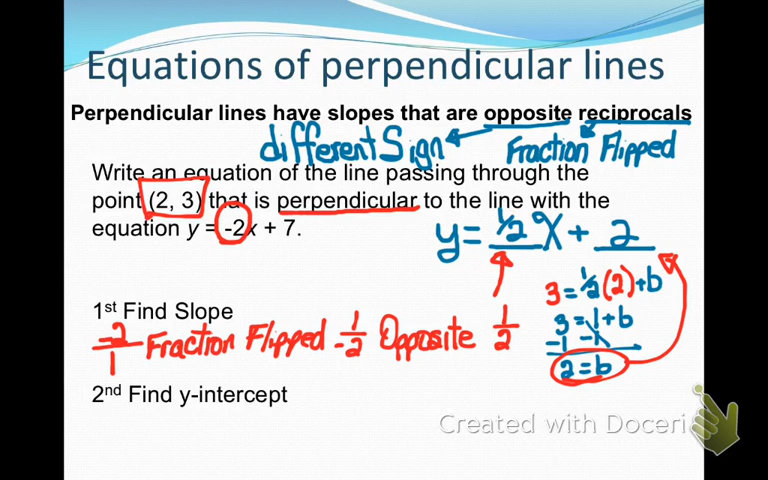 Equations of perpendicular lines
Perpendicular lines have slopes that are opposite reciprocals
different Sign
Fraction Flipped
Write an equation of the line passing through the
point (2, 3) that is perpendicular to the line with the
equation y = -2x + 7.
y = 1/2 x + 2
3 = 1/2 (2) + b
3 = 1 + b
-1 -1
2 = b
1st Find Slope
-2/1 Fraction Flipped -1/2 Opposite 1/2
2nd Find y-intercept
Created with Doceri